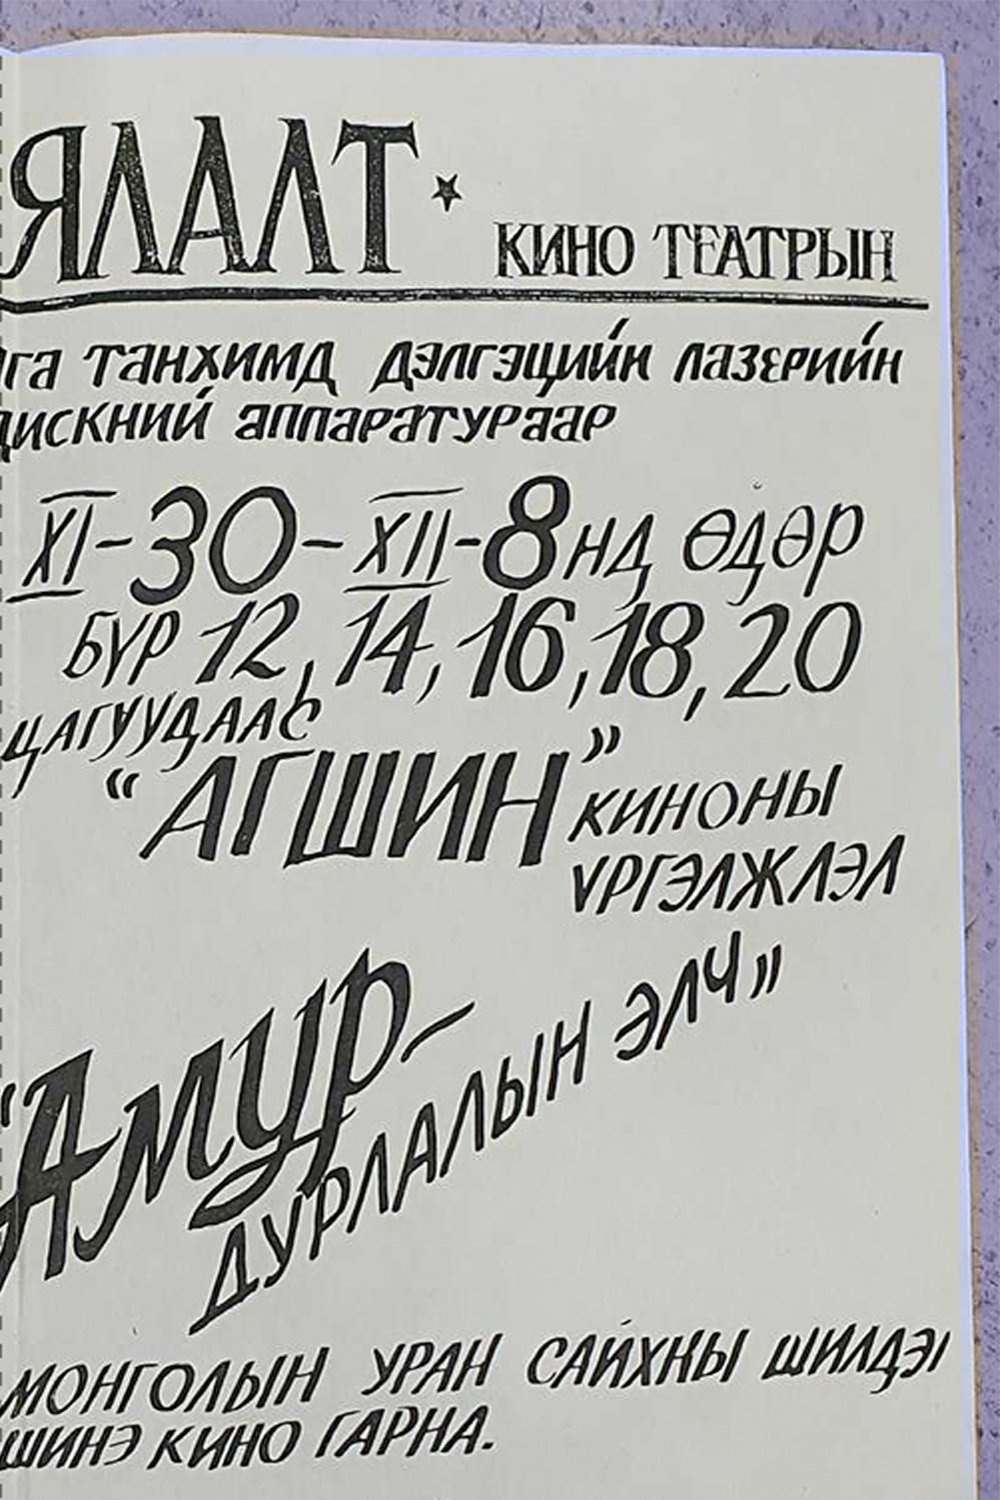 ЯЛАЛТ
КИНО ТЕАТРЫН
танхимд дэлгэцийн лазерийн
дискний аппаратураар
XI-30-XII-8нд өдөр
бүр 12, 14, 16, 18, 20
цагуудаас
"АГШИН" киноны
үргэлжлэл
"Амур-
дурлалын элч"
монголын уран сайхны шилдэг
шинэ кино гарна.